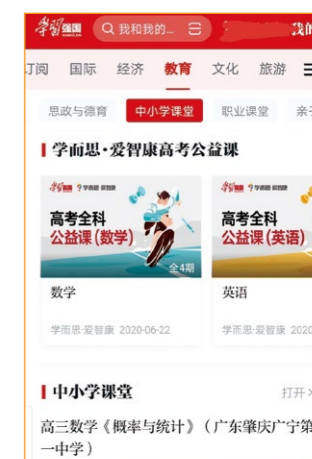 学习强国 我和我的... 我的
订阅 国际 经济 教育 文化 旅游
思政与德育 中小学课堂 职业课堂 亲子
学而思·爱智康高考公益课
学习强国 学而思 爱智康
高考全科
公益课(数学)
全4期
数学
学而思·爱智康 2020-06-22
学习强国 学而思 爱智康
高考全科
公益课(英语)
英语
学而思·爱智康 2020
中小学课堂 打开
高三数学《概率与统计》(广东肇庆广宁第
一中学)